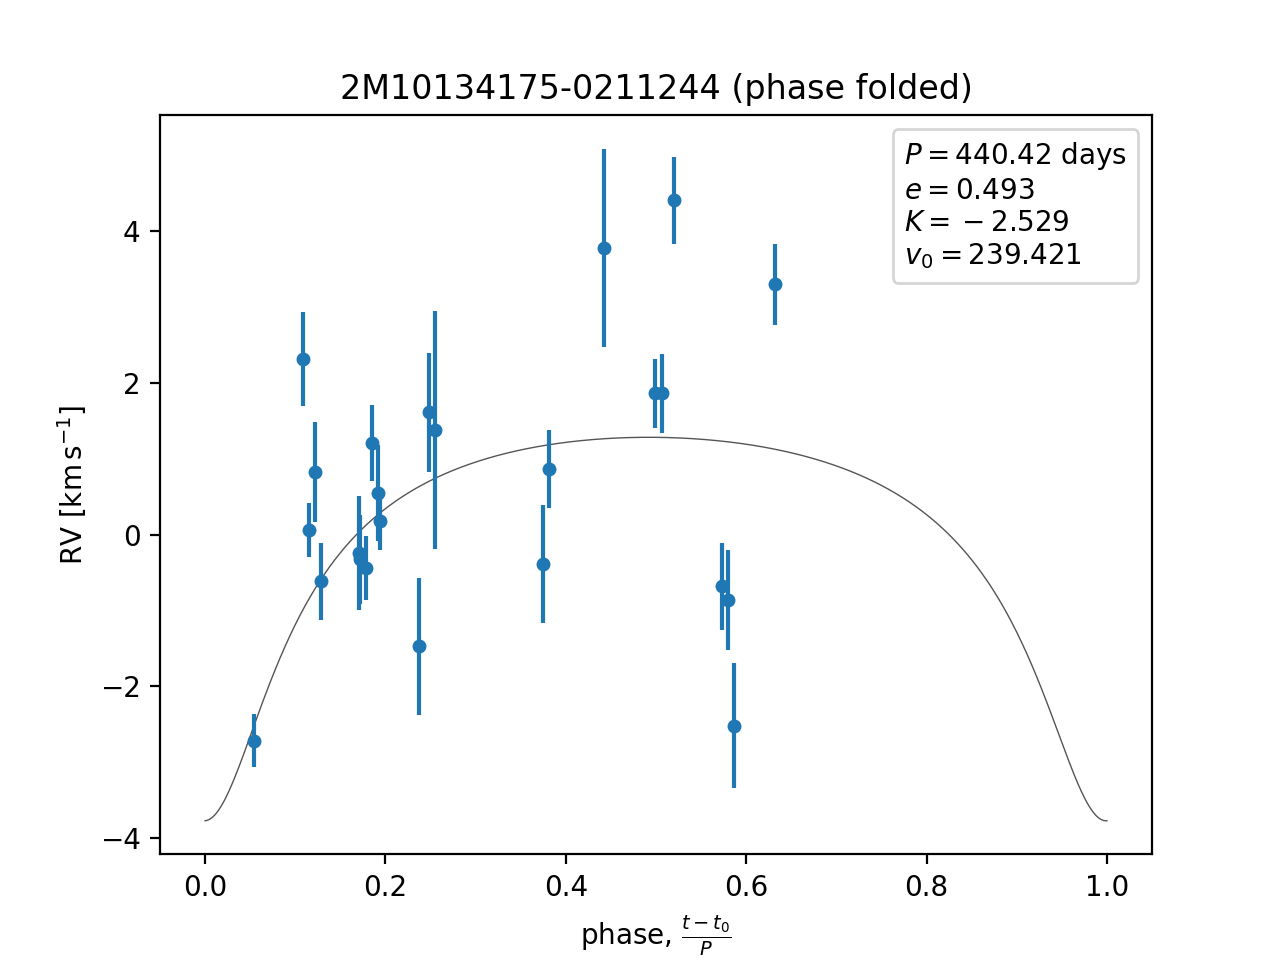 2M10134175-0211244 (phase folded)
P = 440.42 days
e = 0.493
K = −2.529
v₀ = 239.421
RV [km s⁻¹]
4
2
0
−2
−4
0.0 0.2 0.4 0.6 0.8 1.0
phase, (t − t₀)/P